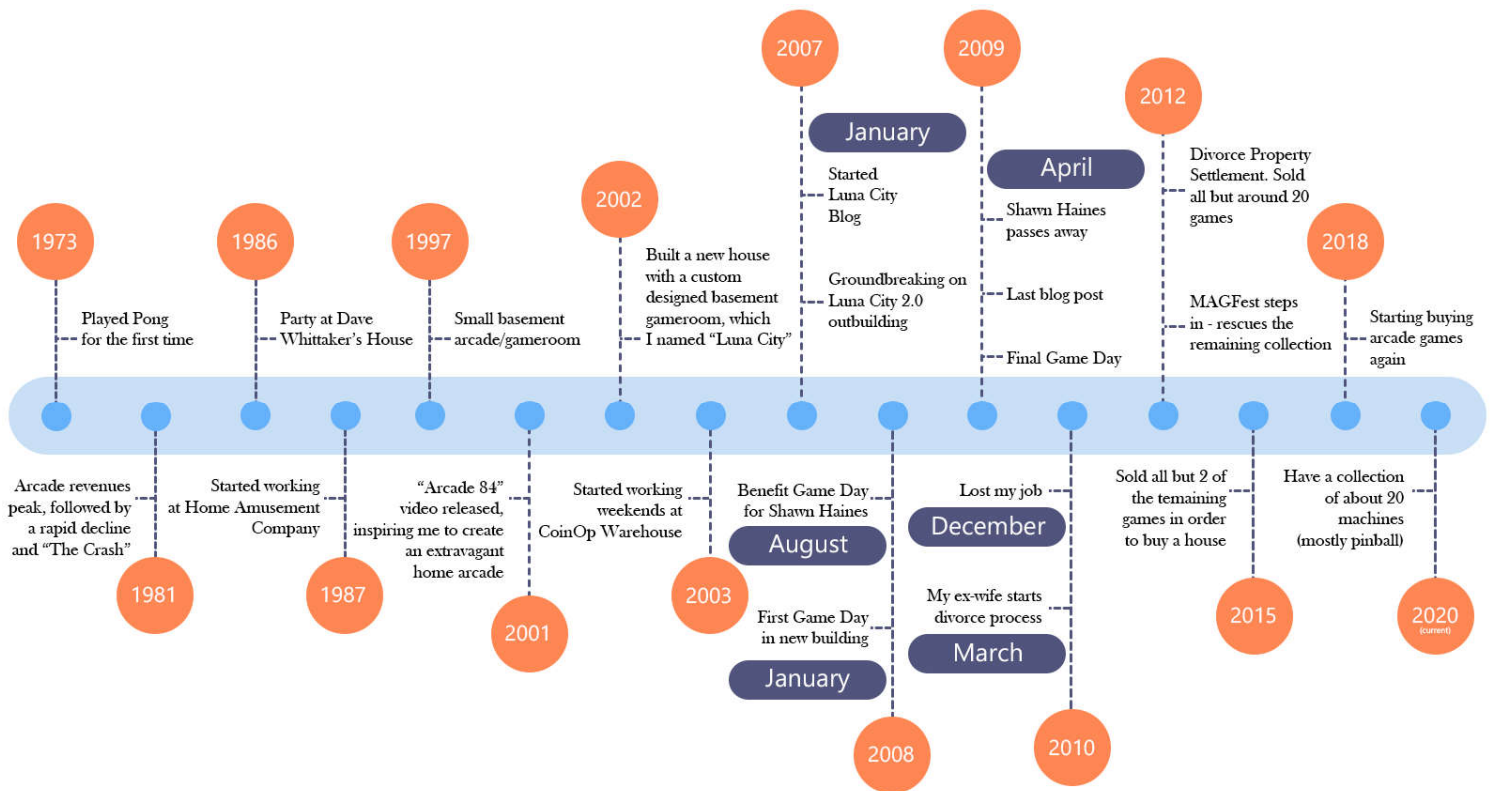 1973
Played Pong
for the first time
Arcade revenues
peak, followed by
a rapid decline
and “The Crash”
1981
1986
Party at Dave
Whittaker’s House
Started working
at Home Amusement
Company
1987
1997
Small basement
arcade/gameroom
“Arcade 84”
video released,
inspiring me to create
an extravagant
home arcade
2001
2002
Built a new house
with a custom
designed basement
gameroom, which
I named “Luna City”
Started working
weekends at
CoinOp Warehouse
2003
2007
January
Started
Luna City
Blog
Groundbreaking on
Luna City 2.0
outbuilding
Benefit Game Day
for Shawn Haines
August
First Game Day
in new building
January
2008
2009
April
Shawn Haines
passes away
Last blog post
Final Game Day
Lost my job
December
My ex-wife starts
divorce process
March
2010
2012
Divorce Property
Settlement. Sold
all but around 20
games
MAGFest steps
in - rescues the
remaining collection
Sold all but 2 of
the temaining
games in order
to buy a house
2015
2018
Starting buying
arcade games
again
Have a collection
of about 20
machines
(mostly pinball)
2020
(current)